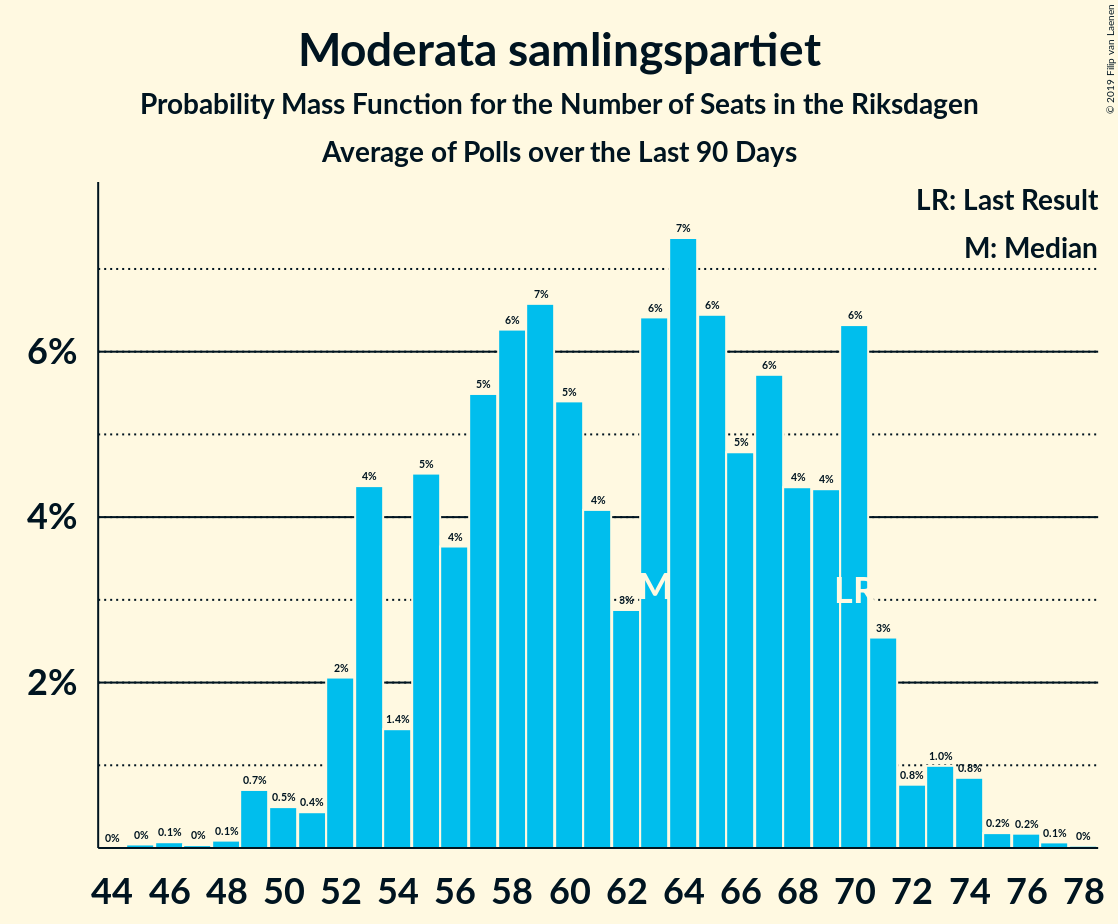 Moderata samlingspartiet
Probability Mass Function for the Number of Seats in the Riksdagen
Average of Polls over the Last 90 Days
© 2019 Filip van Laenen
LR: Last Result
M: Median
6%
4%
2%
0% 0% 0.1% 0% 0.1% 0.7% 0.5% 0.4% 2% 4% 1.4% 5% 4% 5% 6% 7% 5% 4% 3% 6% 7% 6% 5% 6% 4% 4% 6% 3% 0.8% 1.0% 0.8% 0.2% 0.2% 0.1% 0%
M LR
44 46 48 50 52 54 56 58 60 62 64 66 68 70 72 74 76 78